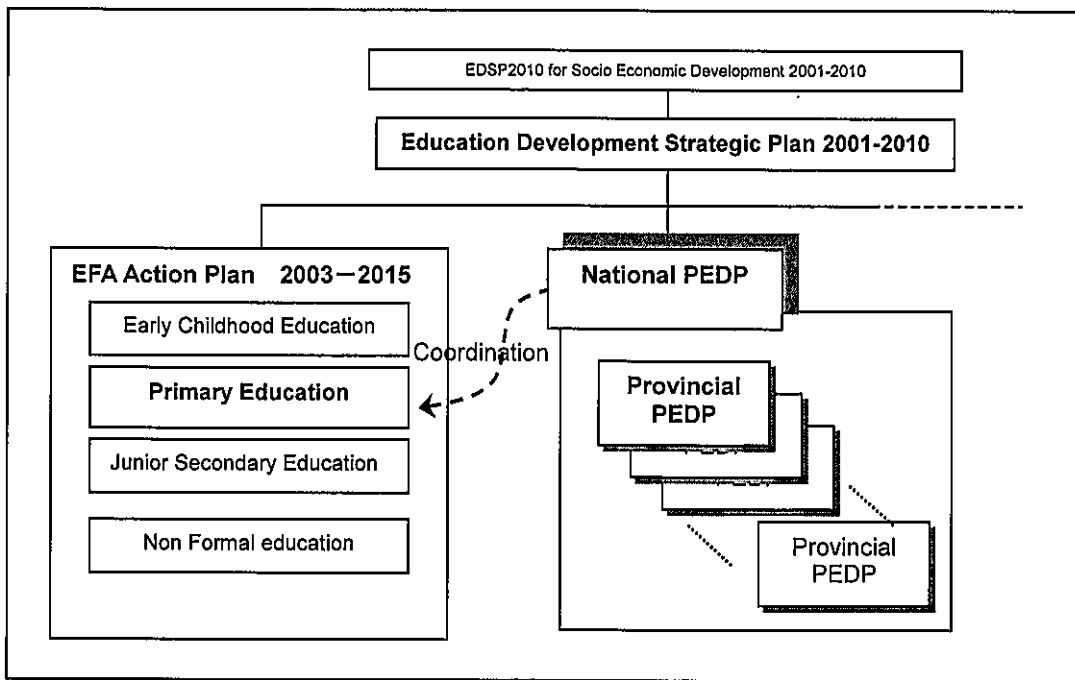 EDSP2010 for Socio Economic Development 2001-2010
Education Development Strategic Plan 2001-2010
EFA Action Plan 2003－2015
Early Childhood Education
Primary Education
Junior Secondary Education
Non Formal education
Coordination
National PEDP
Provincial
PEDP
Provincial
PEDP